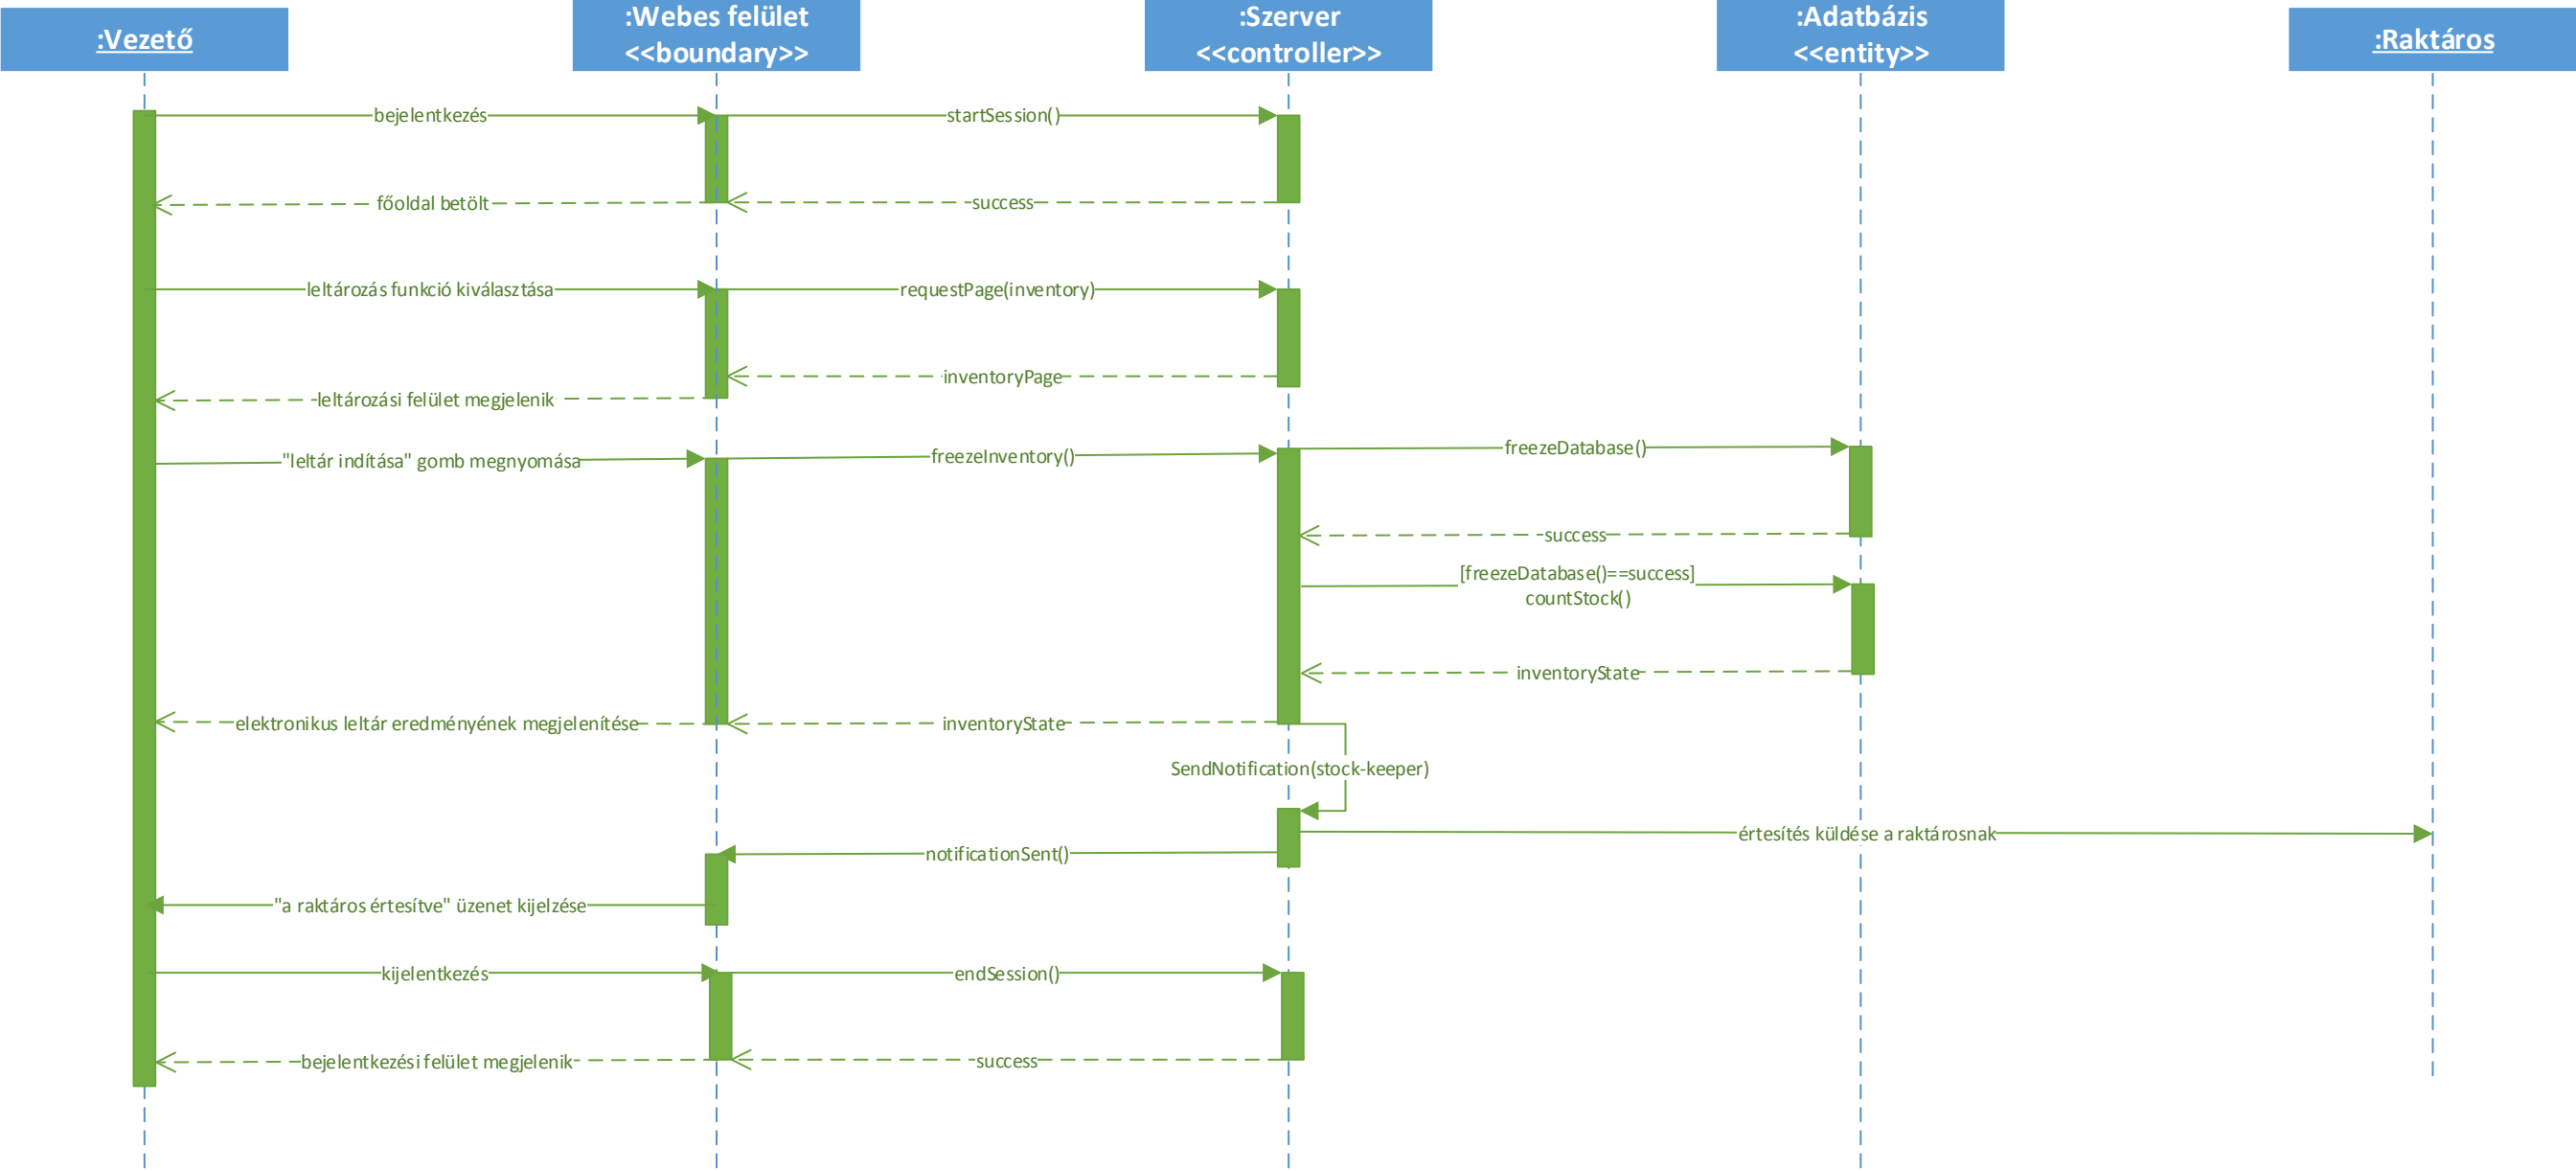 :Vezető
:Webes felület
<<boundary>>
:Szerver
<<controller>>
:Adatbázis
<<entity>>
:Raktáros
bejelentkezés
startSession()
főoldal betölt
success
leltározás funkció kiválasztása
requestPage(inventory)
inventoryPage
leltározási felület megjelenik
"leltár indítása" gomb megnyomása
freezeInventory()
freezeDatabase()
success
[freezeDatabase()==success]
countStock()
inventoryState
elektronikus leltár eredményének megjelenítése
inventoryState
SendNotification(stock-keeper)
értesítés küldése a raktárosnak
notificationSent()
"a raktáros értesítve" üzenet kijelzése
kijelentkezés
endSession()
bejelentkezési felület megjelenik
success